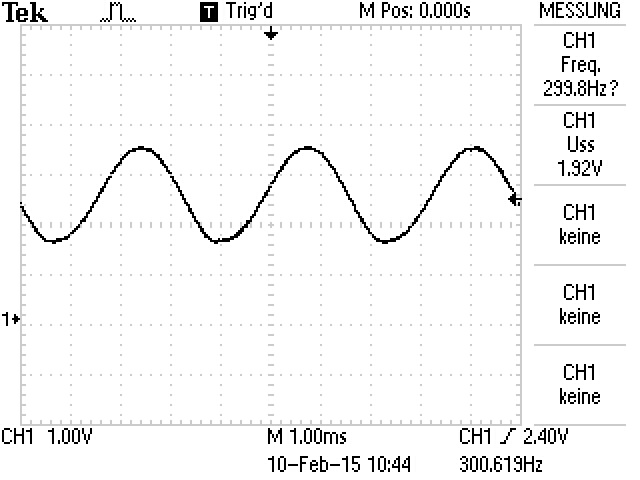 Tek T Trig'd M Pos: 0.000s MESSUNG
CH1
Freq.
299.8Hz?
CH1
Uss
1.92V
CH1
keine
CH1
keine
CH1
keine
1
CH1 1.00V M 1.00ms CH1 2.40V
10-Feb-15 10:44 300.619Hz